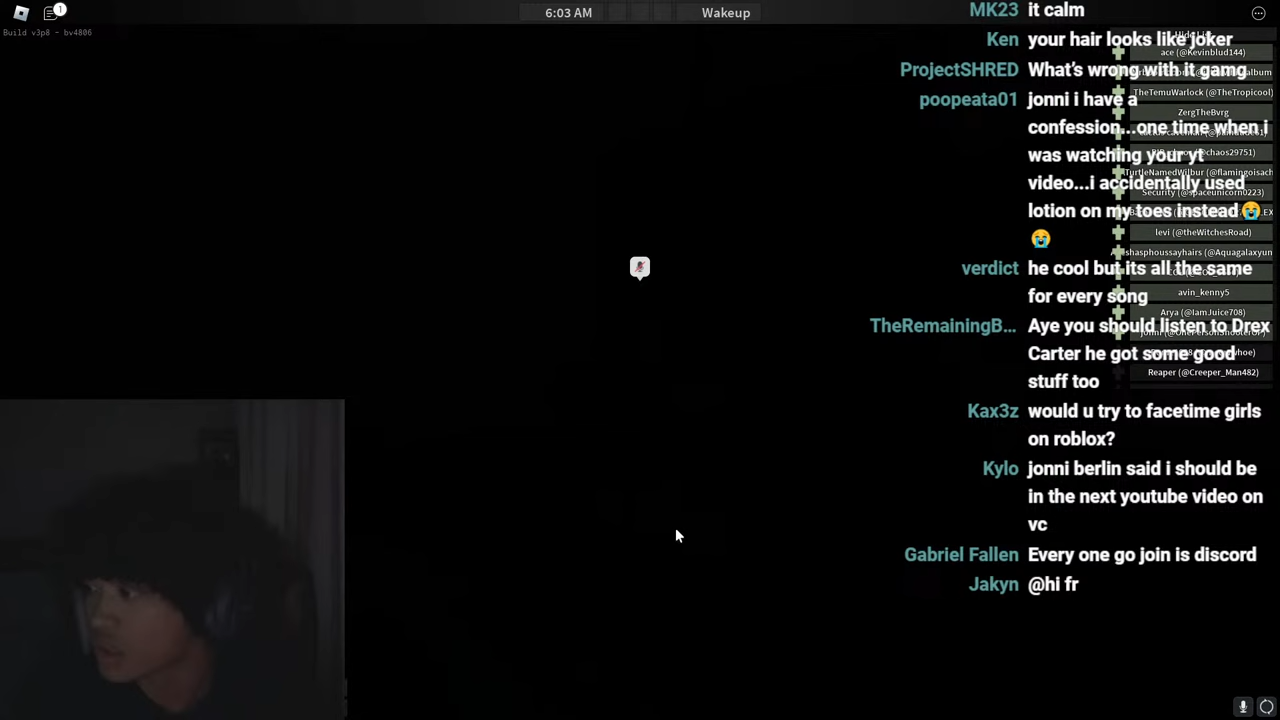 1
6:03 AM
Wakeup
Build v3p8 - bv4806
MK23 it calm
Ken your hair looks like joker
ProjectSHRED What's wrong with it gamg
poopeata01 jonni i have a
confession...one time when i
was watching your yt
video...i accidentally used
lotion on my toes instead😭
😭
verdict he cool but its all the same
for every song
TheRemainingB... Aye you should listen to Drex
Carter he got some good
stuff too
Kax3z would u try to facetime girls
on roblox?
Kylo jonni berlin said i should be
in the next youtube video on
vc
Gabriel Fallen Every one go join is discord
Jakyn @hi fr
ace (@Kevinblud144)
TheTemuWarlock (@TheTropicool)
ZergTheBvrg
TurtleNamedWilbur (@flamingoisach
Security (@spaceunicorn0223)
levi (@theWitchesRoad)
avin_kenny5
Arya (@IamJuice708)
Reaper (@Creeper_Man482)